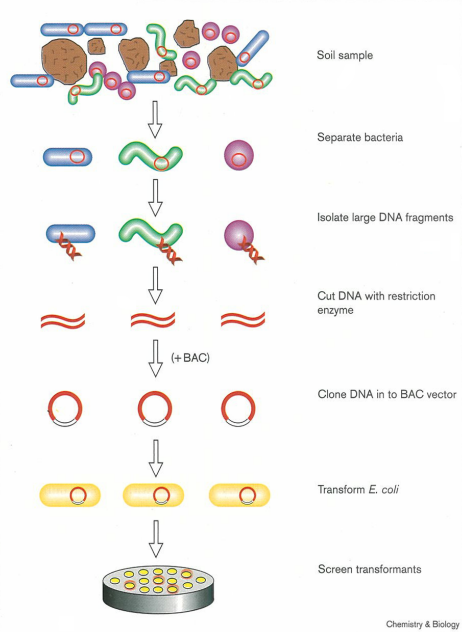 Soil sample
Separate bacteria
Isolate large DNA fragments
Cut DNA with restriction
enzyme
(+ BAC)
Clone DNA in to BAC vector
Transform E. coli
Screen transformants
Chemistry & Biology